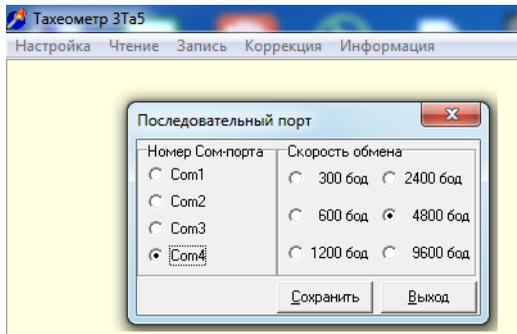 Тахеометр 3Та5
Настройка Чтение Запись Коррекция Информация
Последовательный порт
Номер Сом-порта
Com1
Com2
Com3
Com4
Скорость обмена
300 бод 2400 бод
600 бод 4800 бод
1200 бод 9600 бод
Сохранить Выход